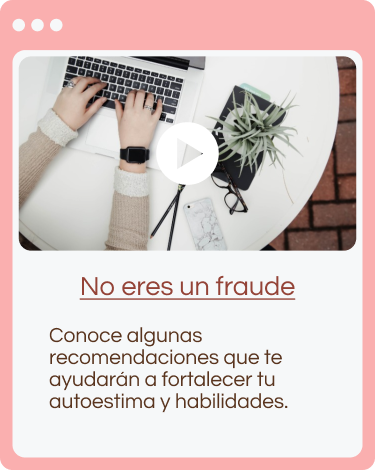 No eres un fraude
Conoce algunas
recomendaciones que te
ayudarán a fortalecer tu
autoestima y habilidades.